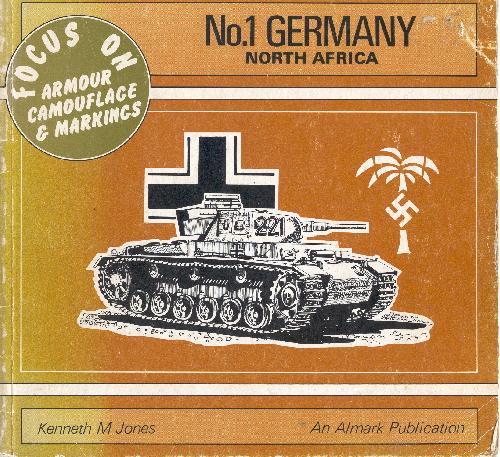 No.1 GERMANY
NORTH AFRICA
FOCUS ON
ARMOUR
CAMOUFLAGE
& MARKINGS
Kenneth M Jones
An Almark Publication